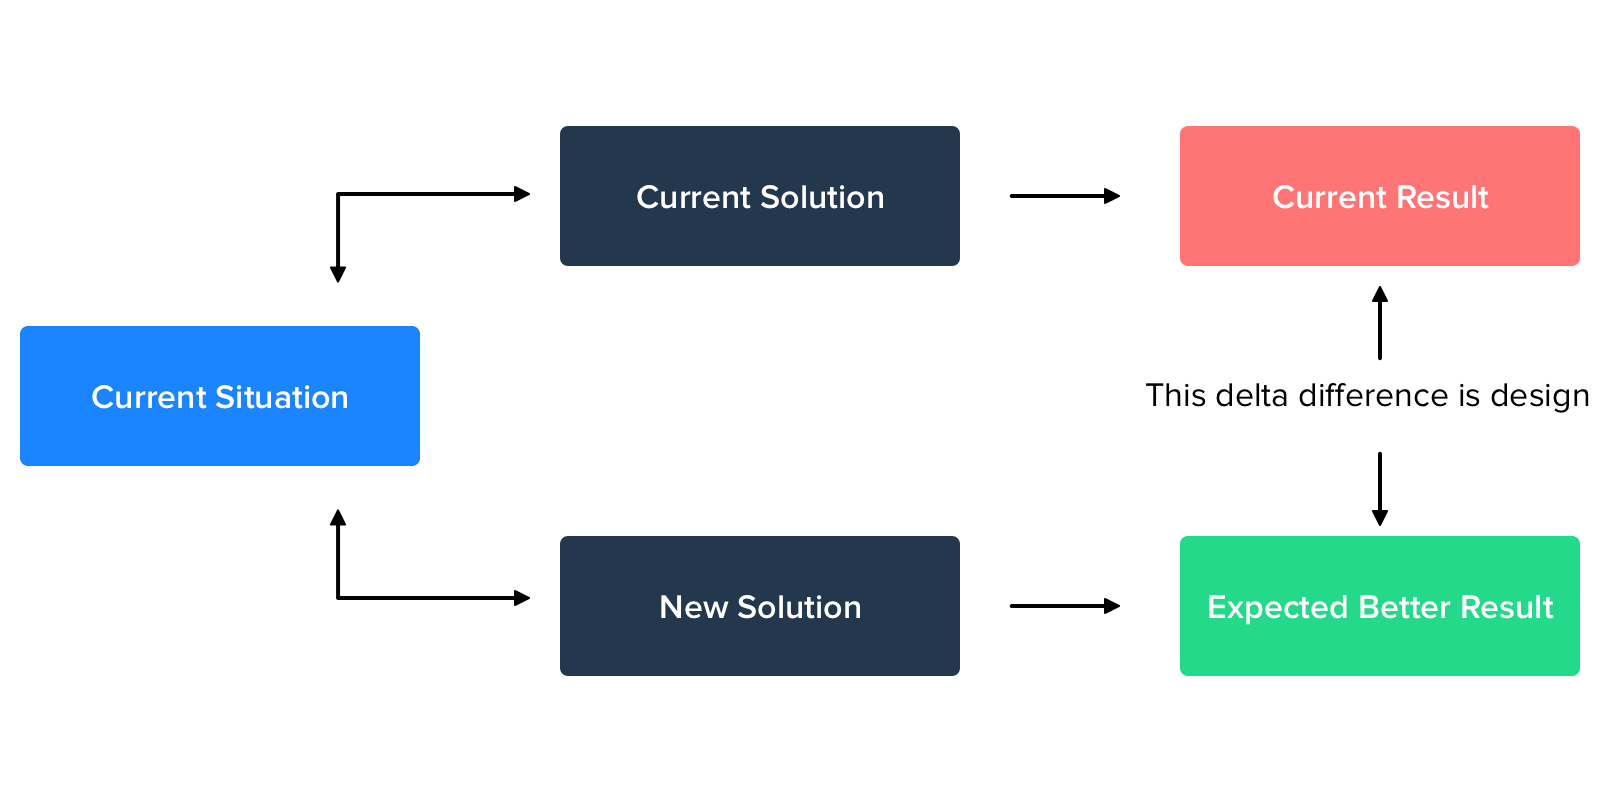 Current Solution
Current Result
Current Situation
This delta difference is design
New Solution
Expected Better Result